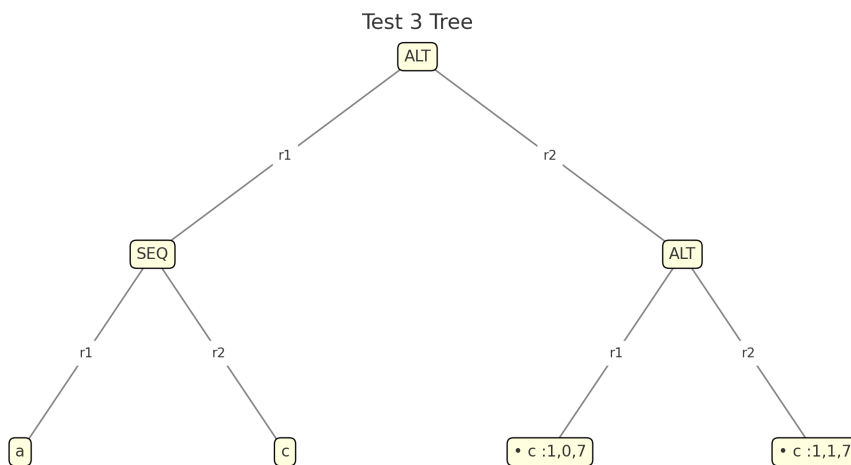 Test 3 Tree
ALT
r1
r2
SEQ
ALT
r1
r2
r1
r2
a
c
• c :1,0,7
• c :1,1,7